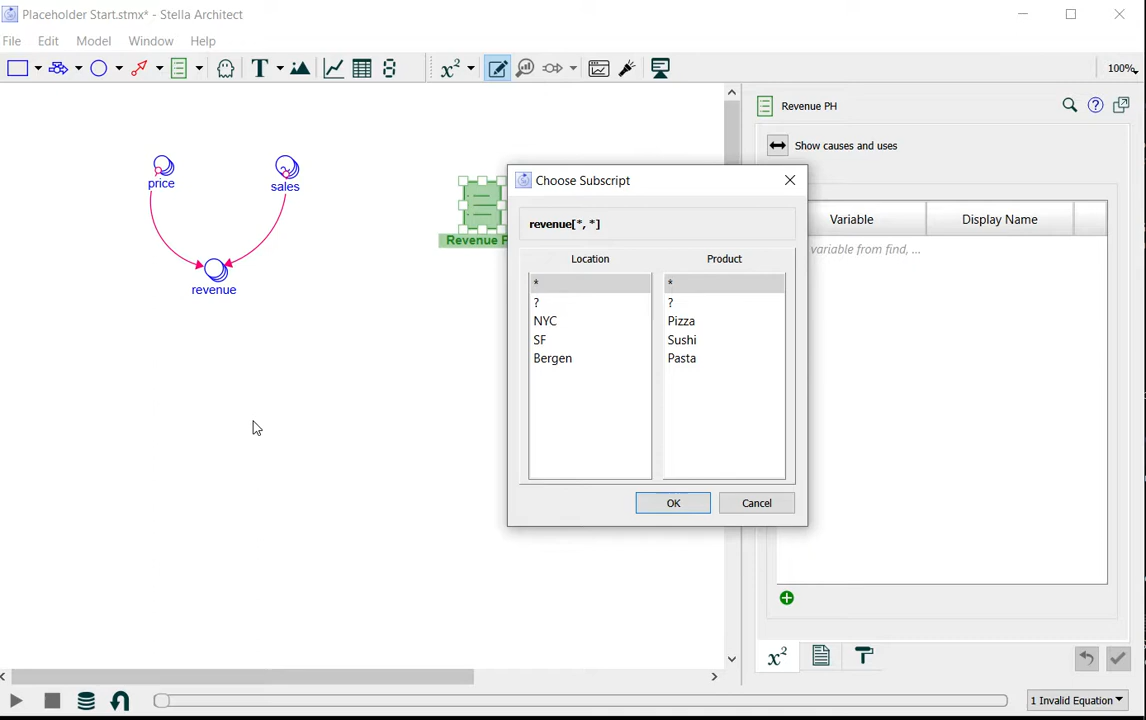 Placeholder Start.stmx* - Stella Architect
File Edit Model Window Help
T x² 100%
Revenue PH
Show causes and uses
price sales
revenue
Revenue P
Choose Subscript
revenue[*, *]
Location Product
* *
? ?
NYC Pizza
SF Sushi
Bergen Pasta
OK Cancel
Variable Display Name
variable from find, ...
x²
1 Invalid Equation